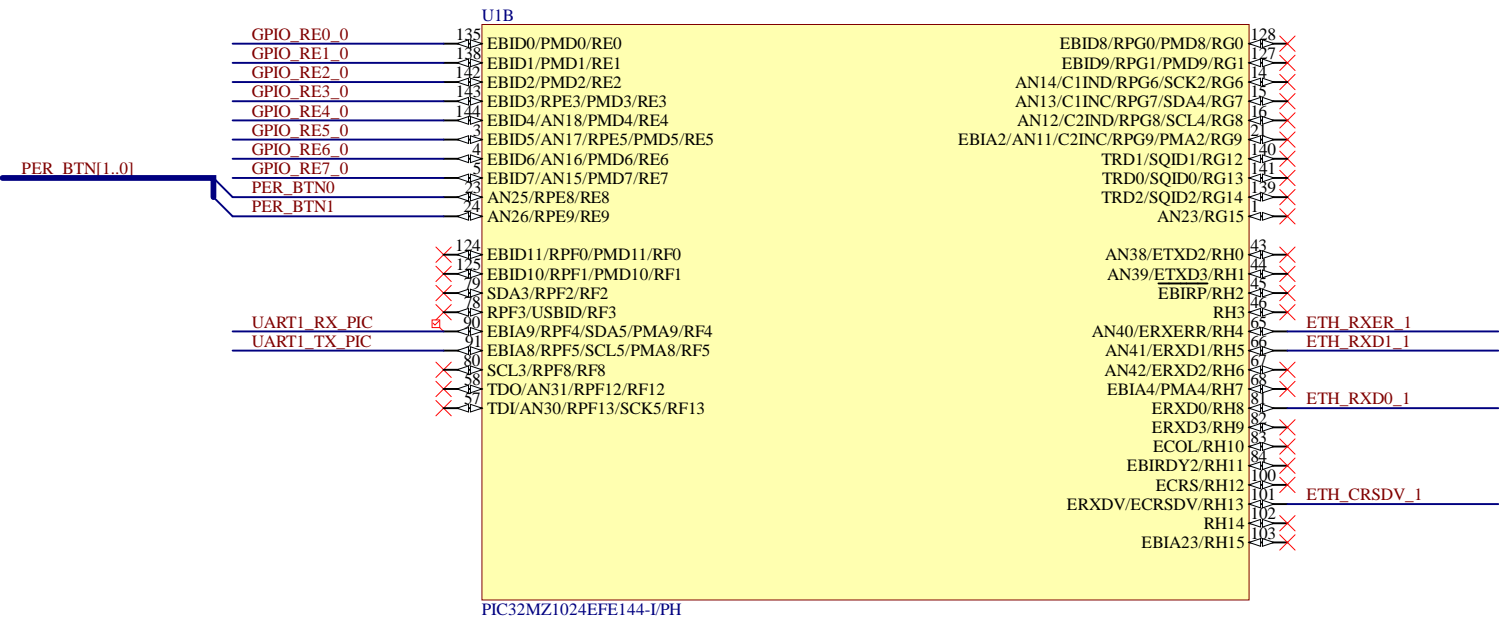 U1B
GPIO_RE0_0 135 EBID0/PMD0/RE0 EBID8/RPG0/PMD8/RG0 128
GPIO_RE1_0 138 EBID1/PMD1/RE1 EBID9/RPG1/PMD9/RG1 127
GPIO_RE2_0 142 EBID2/PMD2/RE2 AN14/C1IND/RPG6/SCK2/RG6 14
GPIO_RE3_0 143 EBID3/RPE3/PMD3/RE3 AN13/C1INC/RPG7/SDA4/RG7 15
GPIO_RE4_0 144 EBID4/AN18/PMD4/RE4 AN12/C2IND/RPG8/SCL4/RG8 16
GPIO_RE5_0 3 EBID5/AN17/RPE5/PMD5/RE5 EBIA2/AN11/C2INC/RPG9/PMA2/RG9 21
GPIO_RE6_0 4 EBID6/AN16/PMD6/RE6 TRD1/SQID1/RG12 140
PER_BTN[1..0] GPIO_RE7_0 5 EBID7/AN15/PMD7/RE7 TRD0/SQID0/RG13 141
PER_BTN0 23 AN25/RPE8/RE8 TRD2/SQID2/RG14 139
PER_BTN1 24 AN26/RPE9/RE9 AN23/RG15 1
124 EBID11/RPF0/PMD11/RF0 AN38/ETXD2/RH0 43
125 EBID10/RPF1/PMD10/RF1 AN39/ETXD3/RH1 44
79 SDA3/RPF2/RF2 EBIRP/RH2 45
78 RPF3/USBID/RF3 RH3 46
UART1_RX_PIC 90 EBIA9/RPF4/SDA5/PMA9/RF4 AN40/ERXERR/RH4 65 ETH_RXER_1
UART1_TX_PIC 91 EBIA8/RPF5/SCL5/PMA8/RF5 AN41/ERXD1/RH5 66 ETH_RXD1_1
80 SCL3/RPF8/RF8 AN42/ERXD2/RH6 67
58 TDO/AN31/RPF12/RF12 EBIA4/PMA4/RH7 68
57 TDI/AN30/RPF13/SCK5/RF13 ERXD0/RH8 81 ETH_RXD0_1
ERXD3/RH9 82
ECOL/RH10 83
EBIRDY2/RH11 84
ECRS/RH12 100
ERXDV/ECRSDV/RH13 101 ETH_CRSDV_1
RH14 102
EBIA23/RH15 103
PIC32MZ1024EFE144-I/PH